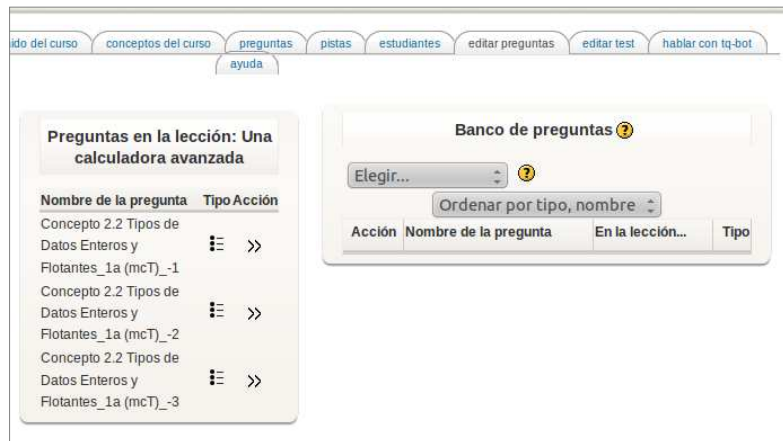 ido del curso conceptos del curso preguntas pistas estudiantes editar preguntas editar test hablar con tq-bot
ayuda
Preguntas en la lección: Una
calculadora avanzada
Nombre de la pregunta Tipo Acción
Concepto 2.2 Tipos de
Datos Enteros y
Flotantes_1a (mcT)_-1
Concepto 2.2 Tipos de
Datos Enteros y
Flotantes_1a (mcT)_-2
Concepto 2.2 Tipos de
Datos Enteros y
Flotantes_1a (mcT)_-3
Banco de preguntas
Elegir...
Ordenar por tipo, nombre
Acción Nombre de la pregunta En la lección... Tipo